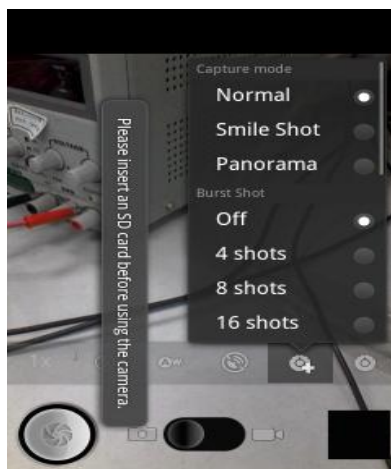 Capture mode
Normal
Smile Shot
Panorama
Burst Shot
Off
4 shots
8 shots
16 shots
Please insert an SD card before using the camera.
1x
AW